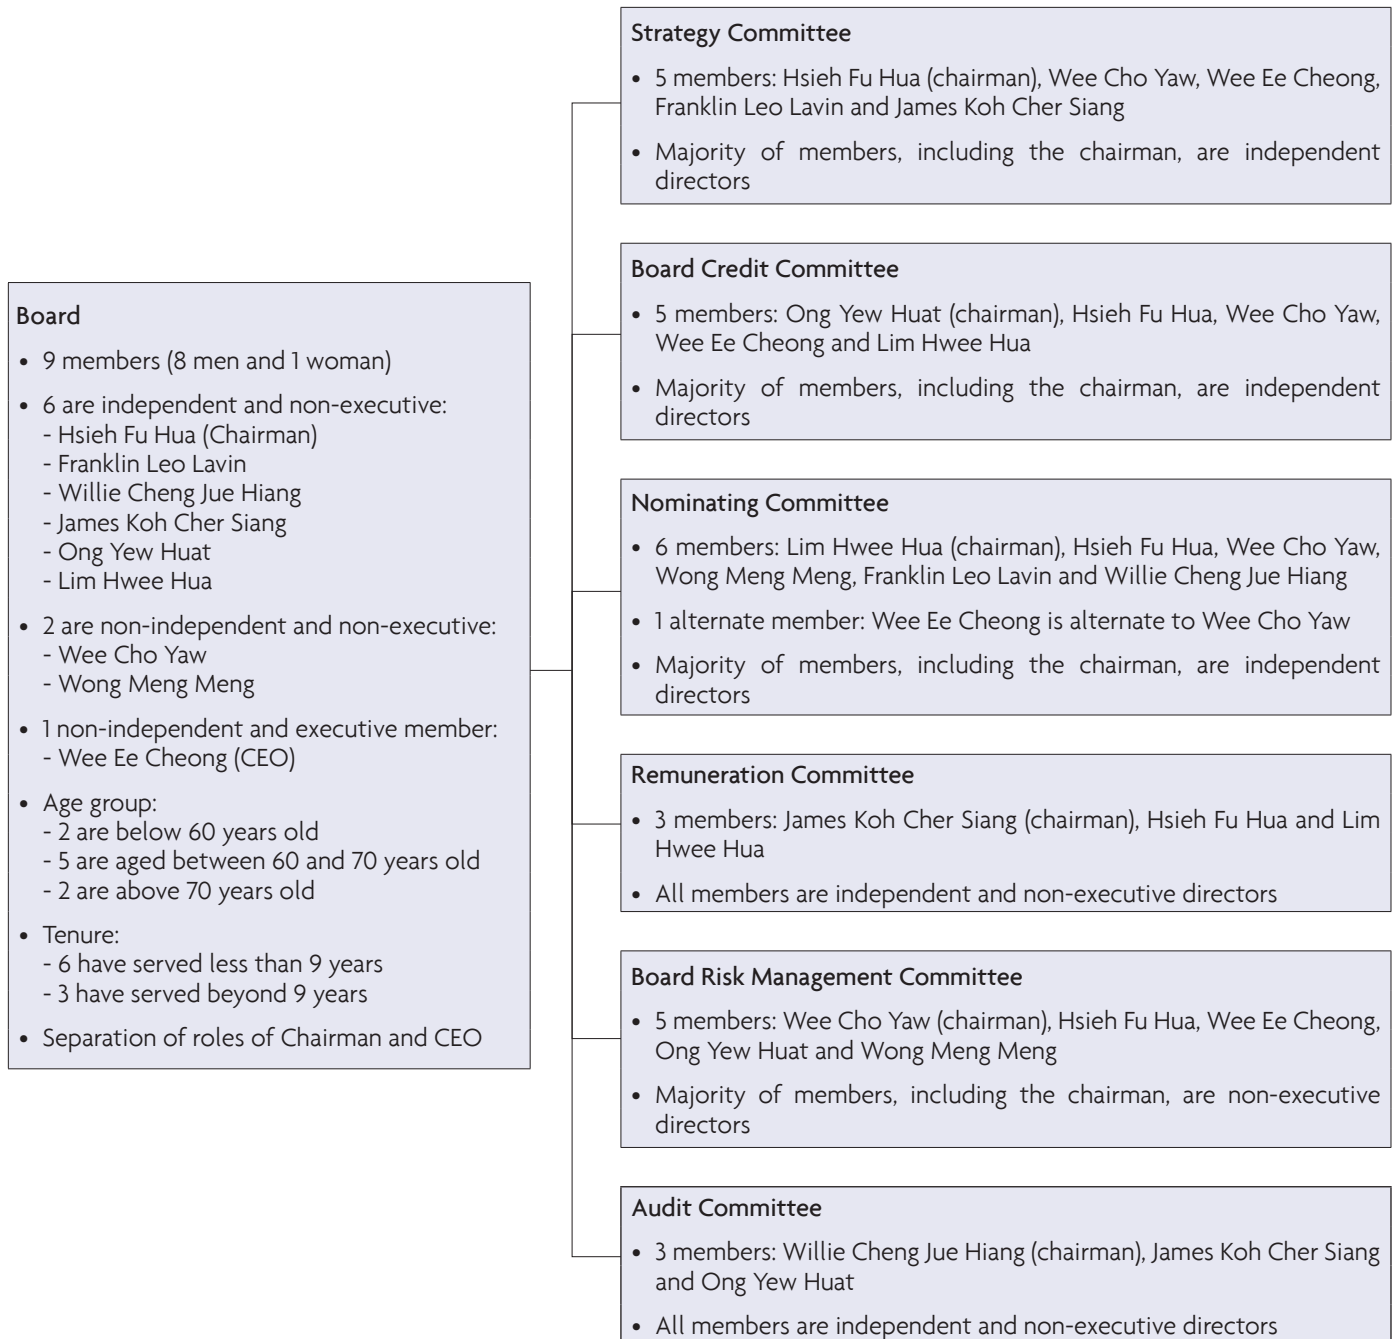 Board
• 9 members (8 men and 1 woman)
• 6 are independent and non-executive:
- Hsieh Fu Hua (Chairman)
- Franklin Leo Lavin
- Willie Cheng Jue Hiang
- James Koh Cher Siang
- Ong Yew Huat
- Lim Hwee Hua
• 2 are non-independent and non-executive:
- Wee Cho Yaw
- Wong Meng Meng
• 1 non-independent and executive member:
- Wee Ee Cheong (CEO)
• Age group:
- 2 are below 60 years old
- 5 are aged between 60 and 70 years old
- 2 are above 70 years old
• Tenure:
- 6 have served less than 9 years
- 3 have served beyond 9 years
• Separation of roles of Chairman and CEO
Strategy Committee
• 5 members: Hsieh Fu Hua (chairman), Wee Cho Yaw, Wee Ee Cheong,
Franklin Leo Lavin and James Koh Cher Siang
• Majority of members, including the chairman, are independent
directors
Board Credit Committee
• 5 members: Ong Yew Huat (chairman), Hsieh Fu Hua, Wee Cho Yaw,
Wee Ee Cheong and Lim Hwee Hua
• Majority of members, including the chairman, are independent
directors
Nominating Committee
• 6 members: Lim Hwee Hua (chairman), Hsieh Fu Hua, Wee Cho Yaw,
Wong Meng Meng, Franklin Leo Lavin and Willie Cheng Jue Hiang
• 1 alternate member: Wee Ee Cheong is alternate to Wee Cho Yaw
• Majority of members, including the chairman, are independent
directors
Remuneration Committee
• 3 members: James Koh Cher Siang (chairman), Hsieh Fu Hua and Lim
Hwee Hua
• All members are independent and non-executive directors
Board Risk Management Committee
• 5 members: Wee Cho Yaw (chairman), Hsieh Fu Hua, Wee Ee Cheong,
Ong Yew Huat and Wong Meng Meng
• Majority of members, including the chairman, are non-executive
directors
Audit Committee
• 3 members: Willie Cheng Jue Hiang (chairman), James Koh Cher Siang
and Ong Yew Huat
• All members are independent and non-executive directors